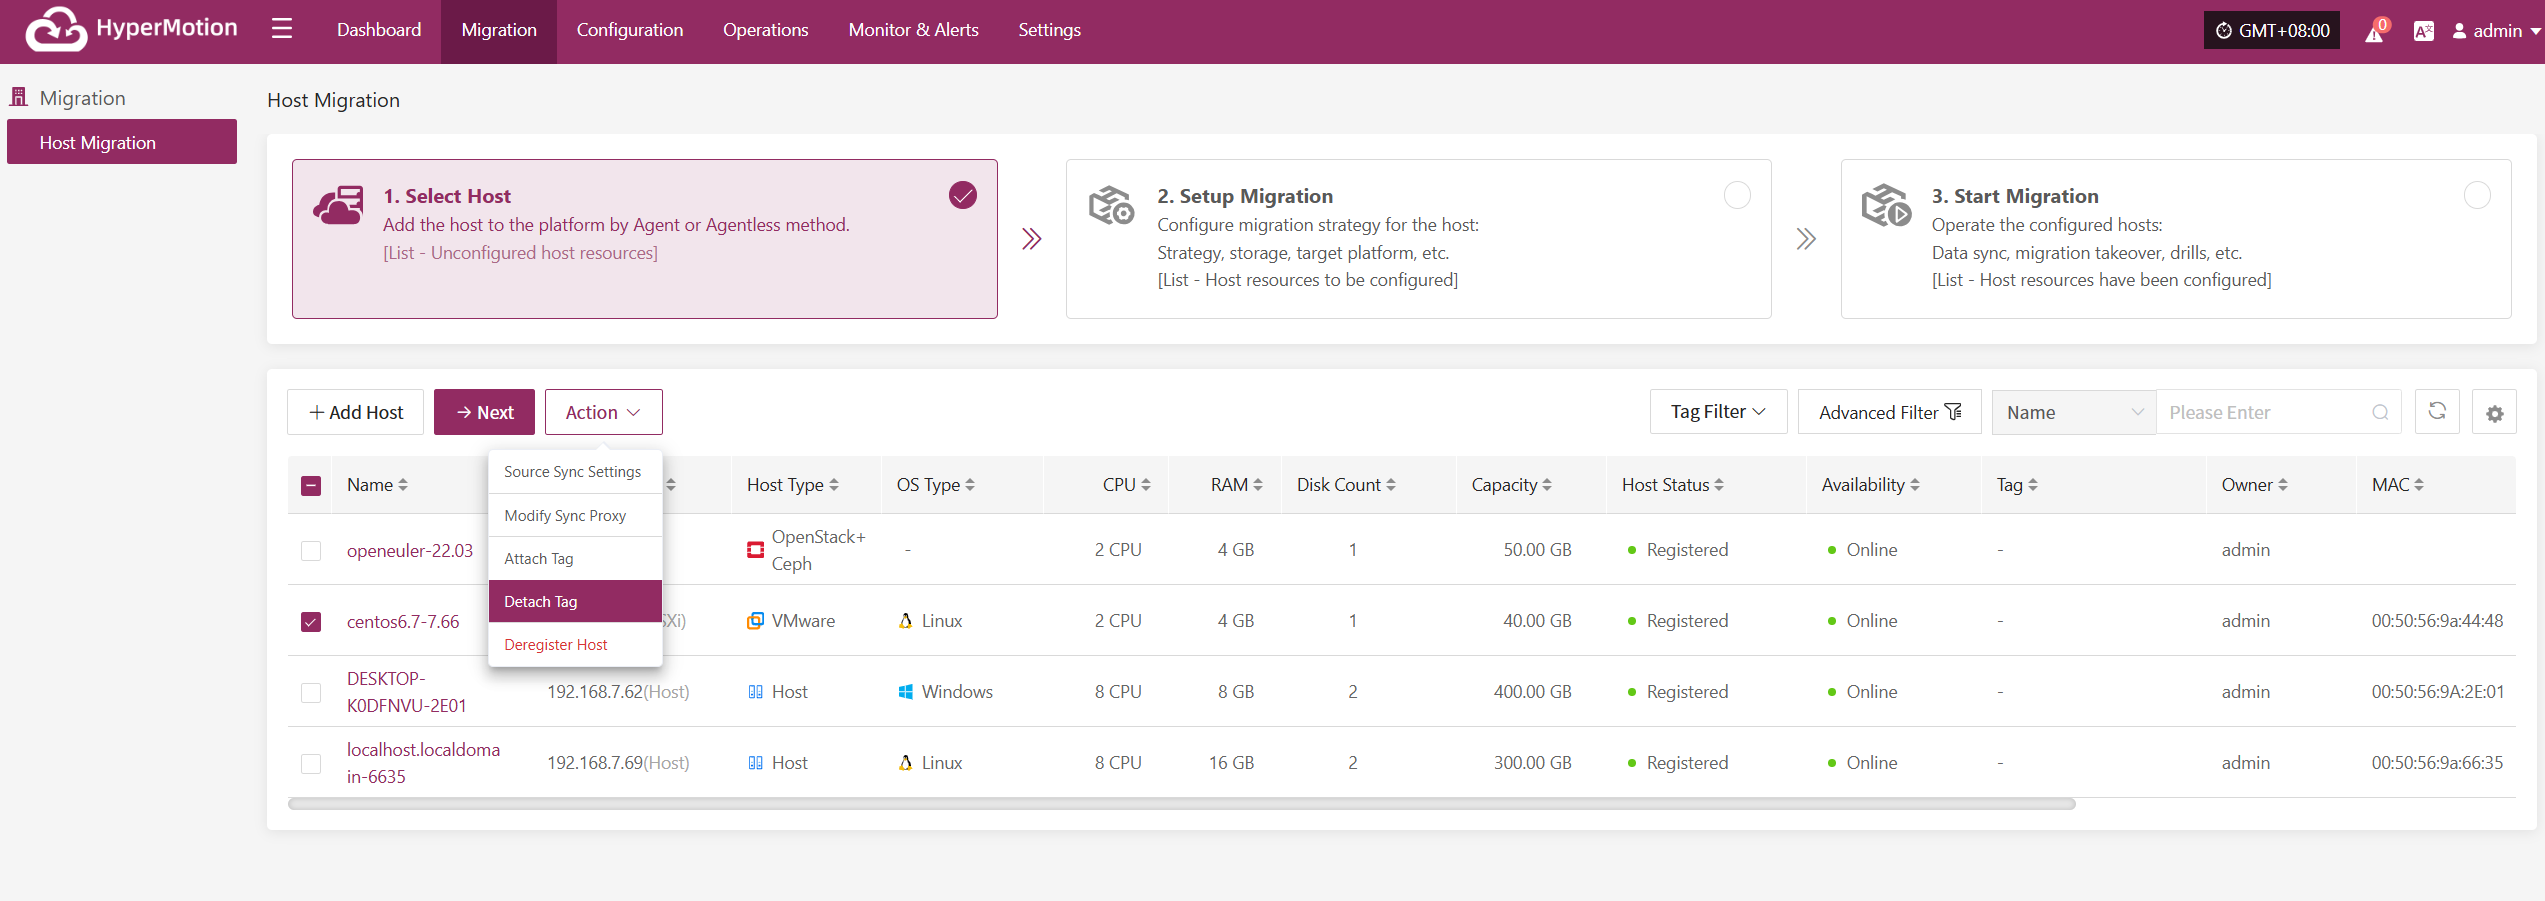 HyperMotion
Dashboard
Migration
Configuration
Operations
Monitor & Alerts
Settings
GMT+08:00
0
admin
Migration
Host Migration
Host Migration
1. Select Host
Add the host to the platform by Agent or Agentless method.
[List - Unconfigured host resources]
2. Setup Migration
Configure migration strategy for the host:
Strategy, storage, target platform, etc.
[List - Host resources to be configured]
3. Start Migration
Operate the configured hosts:
Data sync, migration takeover, drills, etc.
[List - Host resources have been configured]
+ Add Host
→ Next
Action
Tag Filter
Advanced Filter
Name
Please Enter
Source Sync Settings
Modify Sync Proxy
Attach Tag
Detach Tag
Deregister Host
Name Host Type OS Type CPU RAM Disk Count Capacity Host Status Availability Tag Owner MAC
openeuler-22.03 OpenStack+
Ceph - 2 CPU 4 GB 1 50.00 GB Registered Online - admin
centos6.7-7.66 VMware Linux 2 CPU 4 GB 1 40.00 GB Registered Online - admin 00:50:56:9a:44:48
DESKTOP-
K0DFNVU-2E01 192.168.7.62(Host) Host Windows 8 CPU 8 GB 2 400.00 GB Registered Online - admin 00:50:56:9A:2E:01
localhost.localdoma
in-6635 192.168.7.69(Host) Host Linux 8 CPU 16 GB 2 300.00 GB Registered Online - admin 00:50:56:9a:66:35